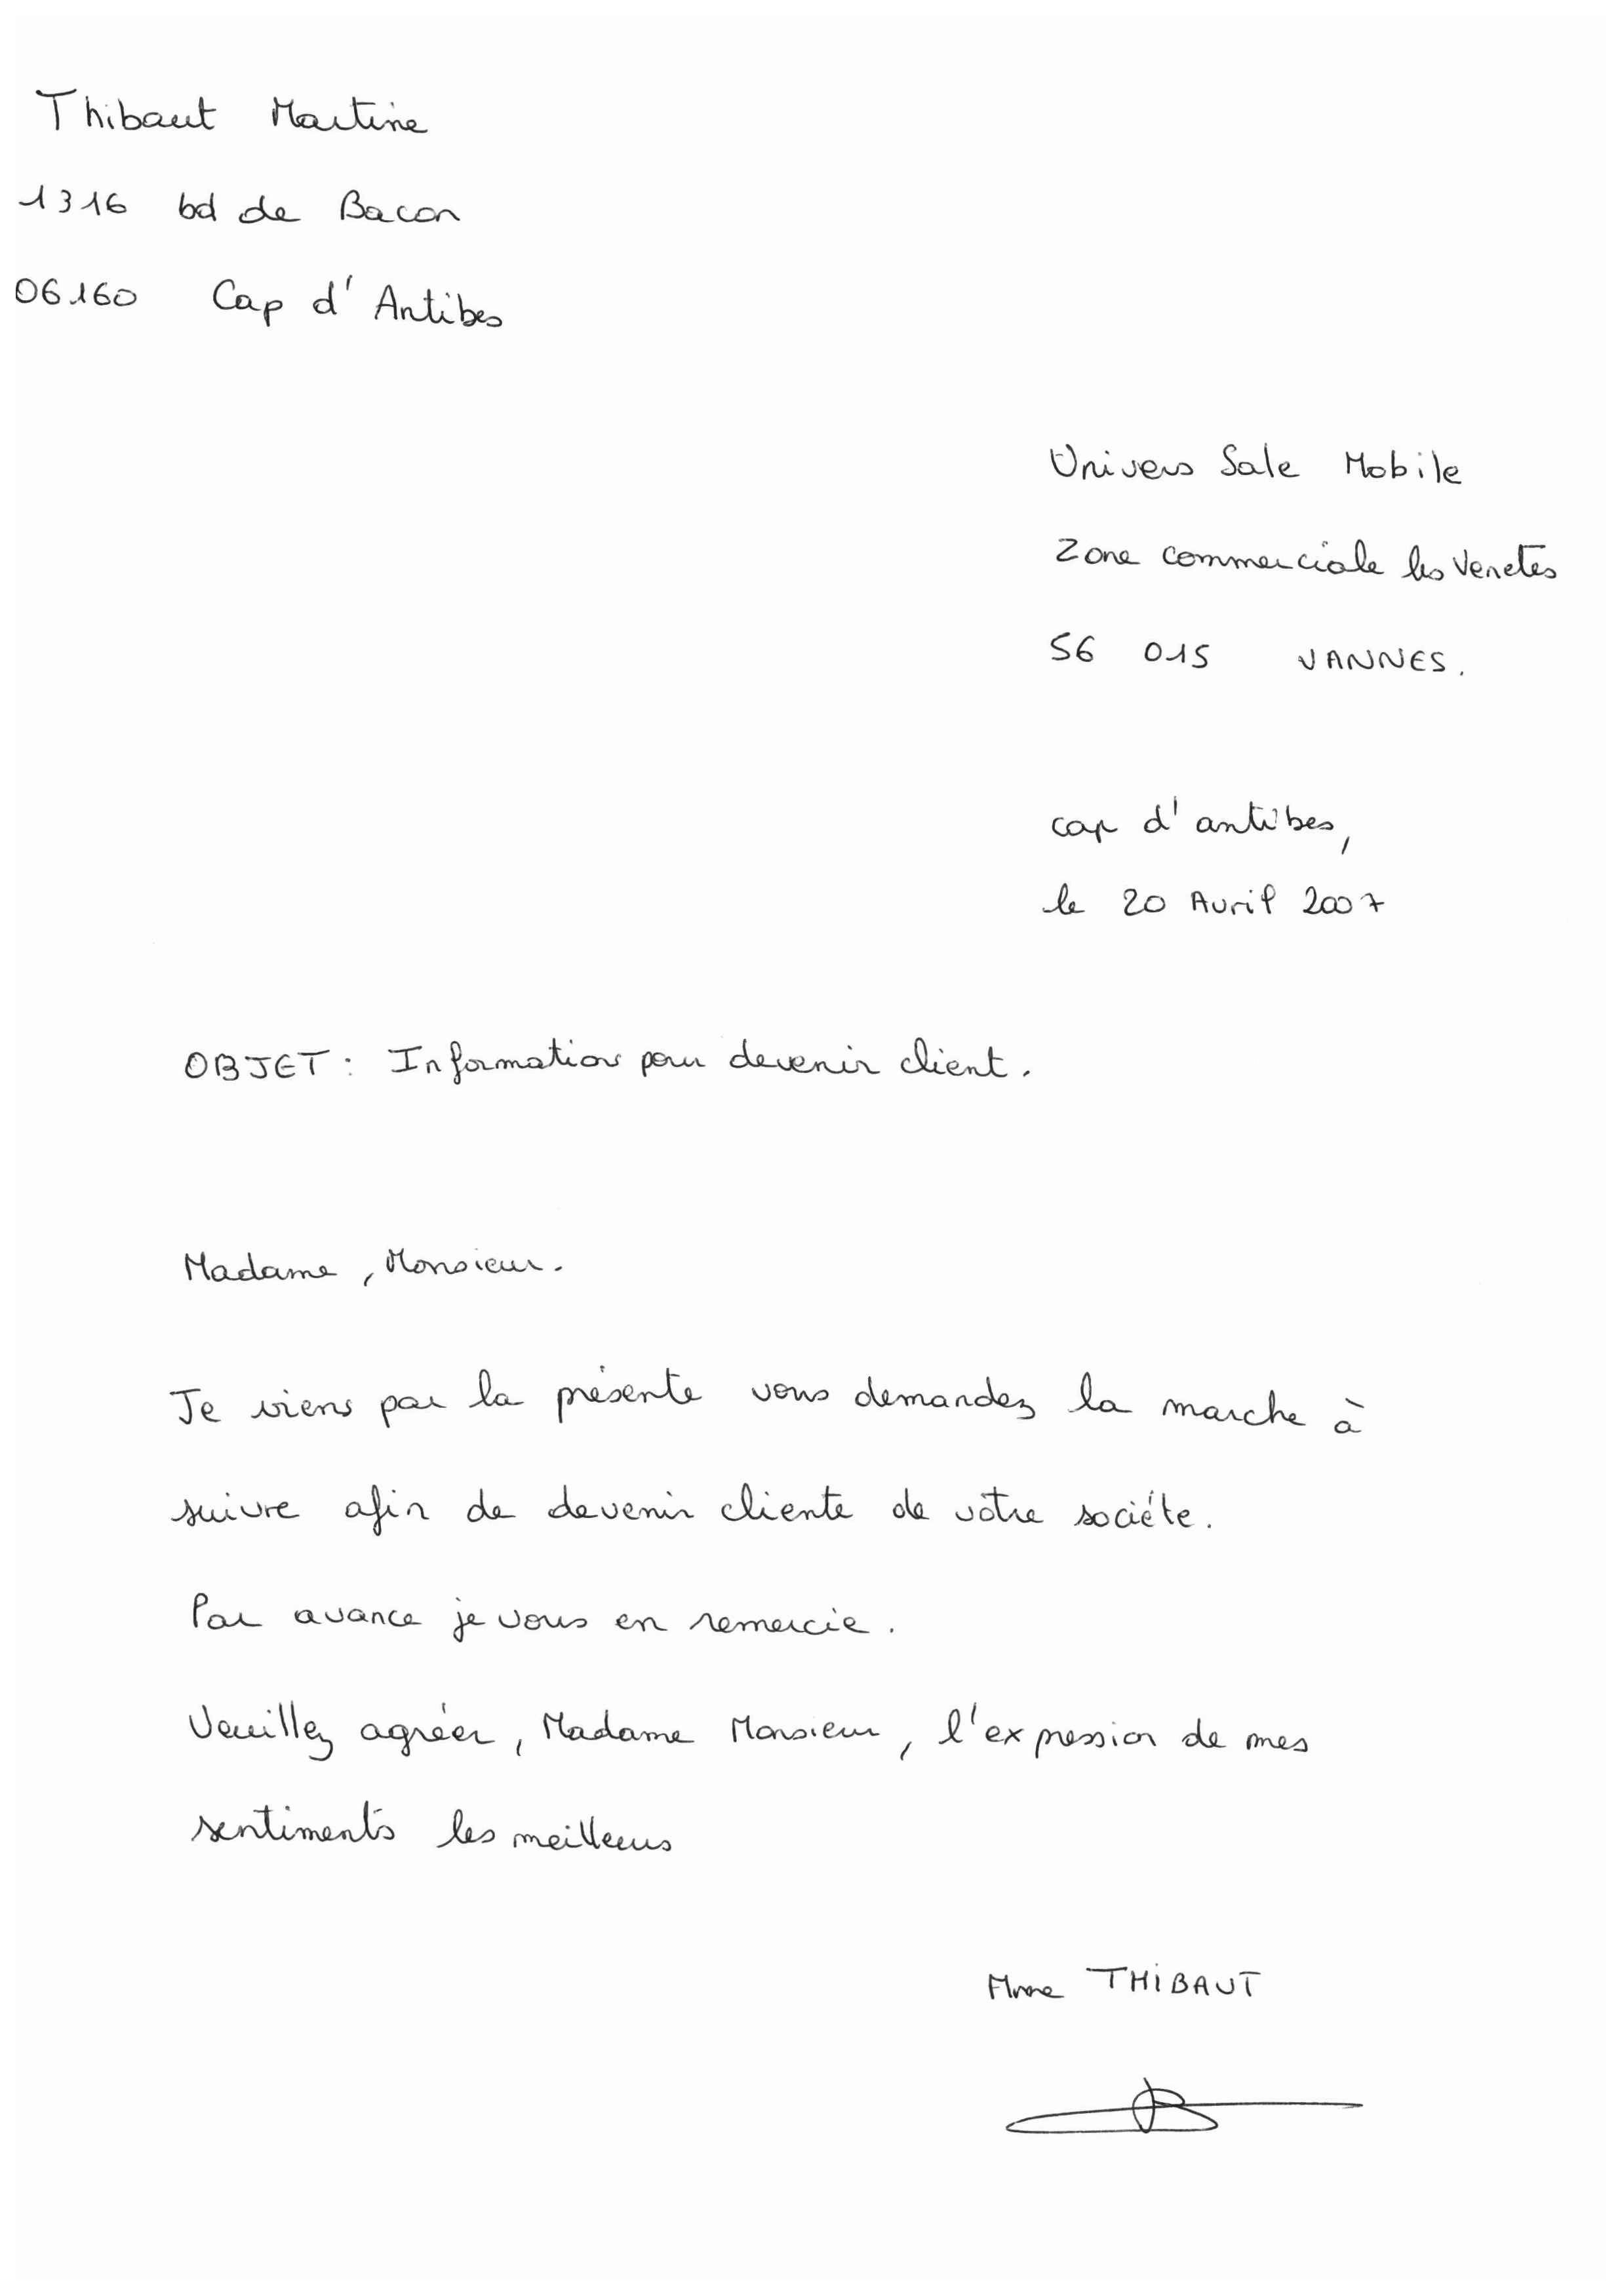 Thibaut Martine
1316 bd de Bacon
06160 Cap d'Antibes
Univers Sale Mobile
Zone commerciale les Venetes
56 015 VANNES.
cap d'antibes,
le 20 Avril 2007
OBJET : Information pour devenir client.
Madame, Monsieur.
Je viens par la présente vous demandez la marche à
suivre afin de devenir cliente de vôtre sociéte.
Par avance je vous en remercie.
Veuillez agréer, Madame Monsieur, l'expression de mes
sentiments les meilleurs
Mme THIBAUT